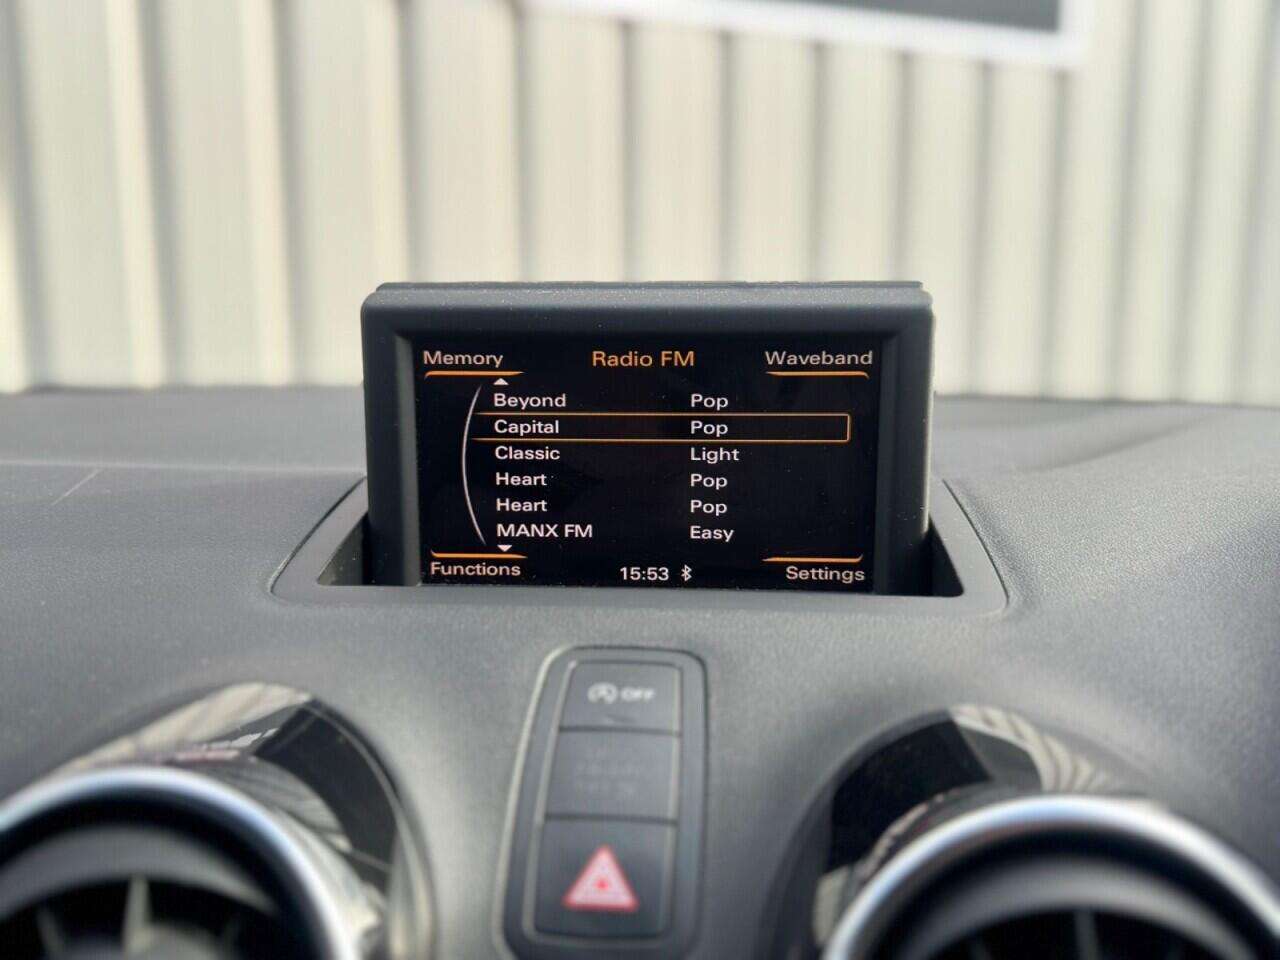 Memory Radio FM Waveband
Beyond Pop
Capital Pop
Classic Light
Heart Pop
Heart Pop
MANX FM Easy
Functions 15:53 Settings
OFF